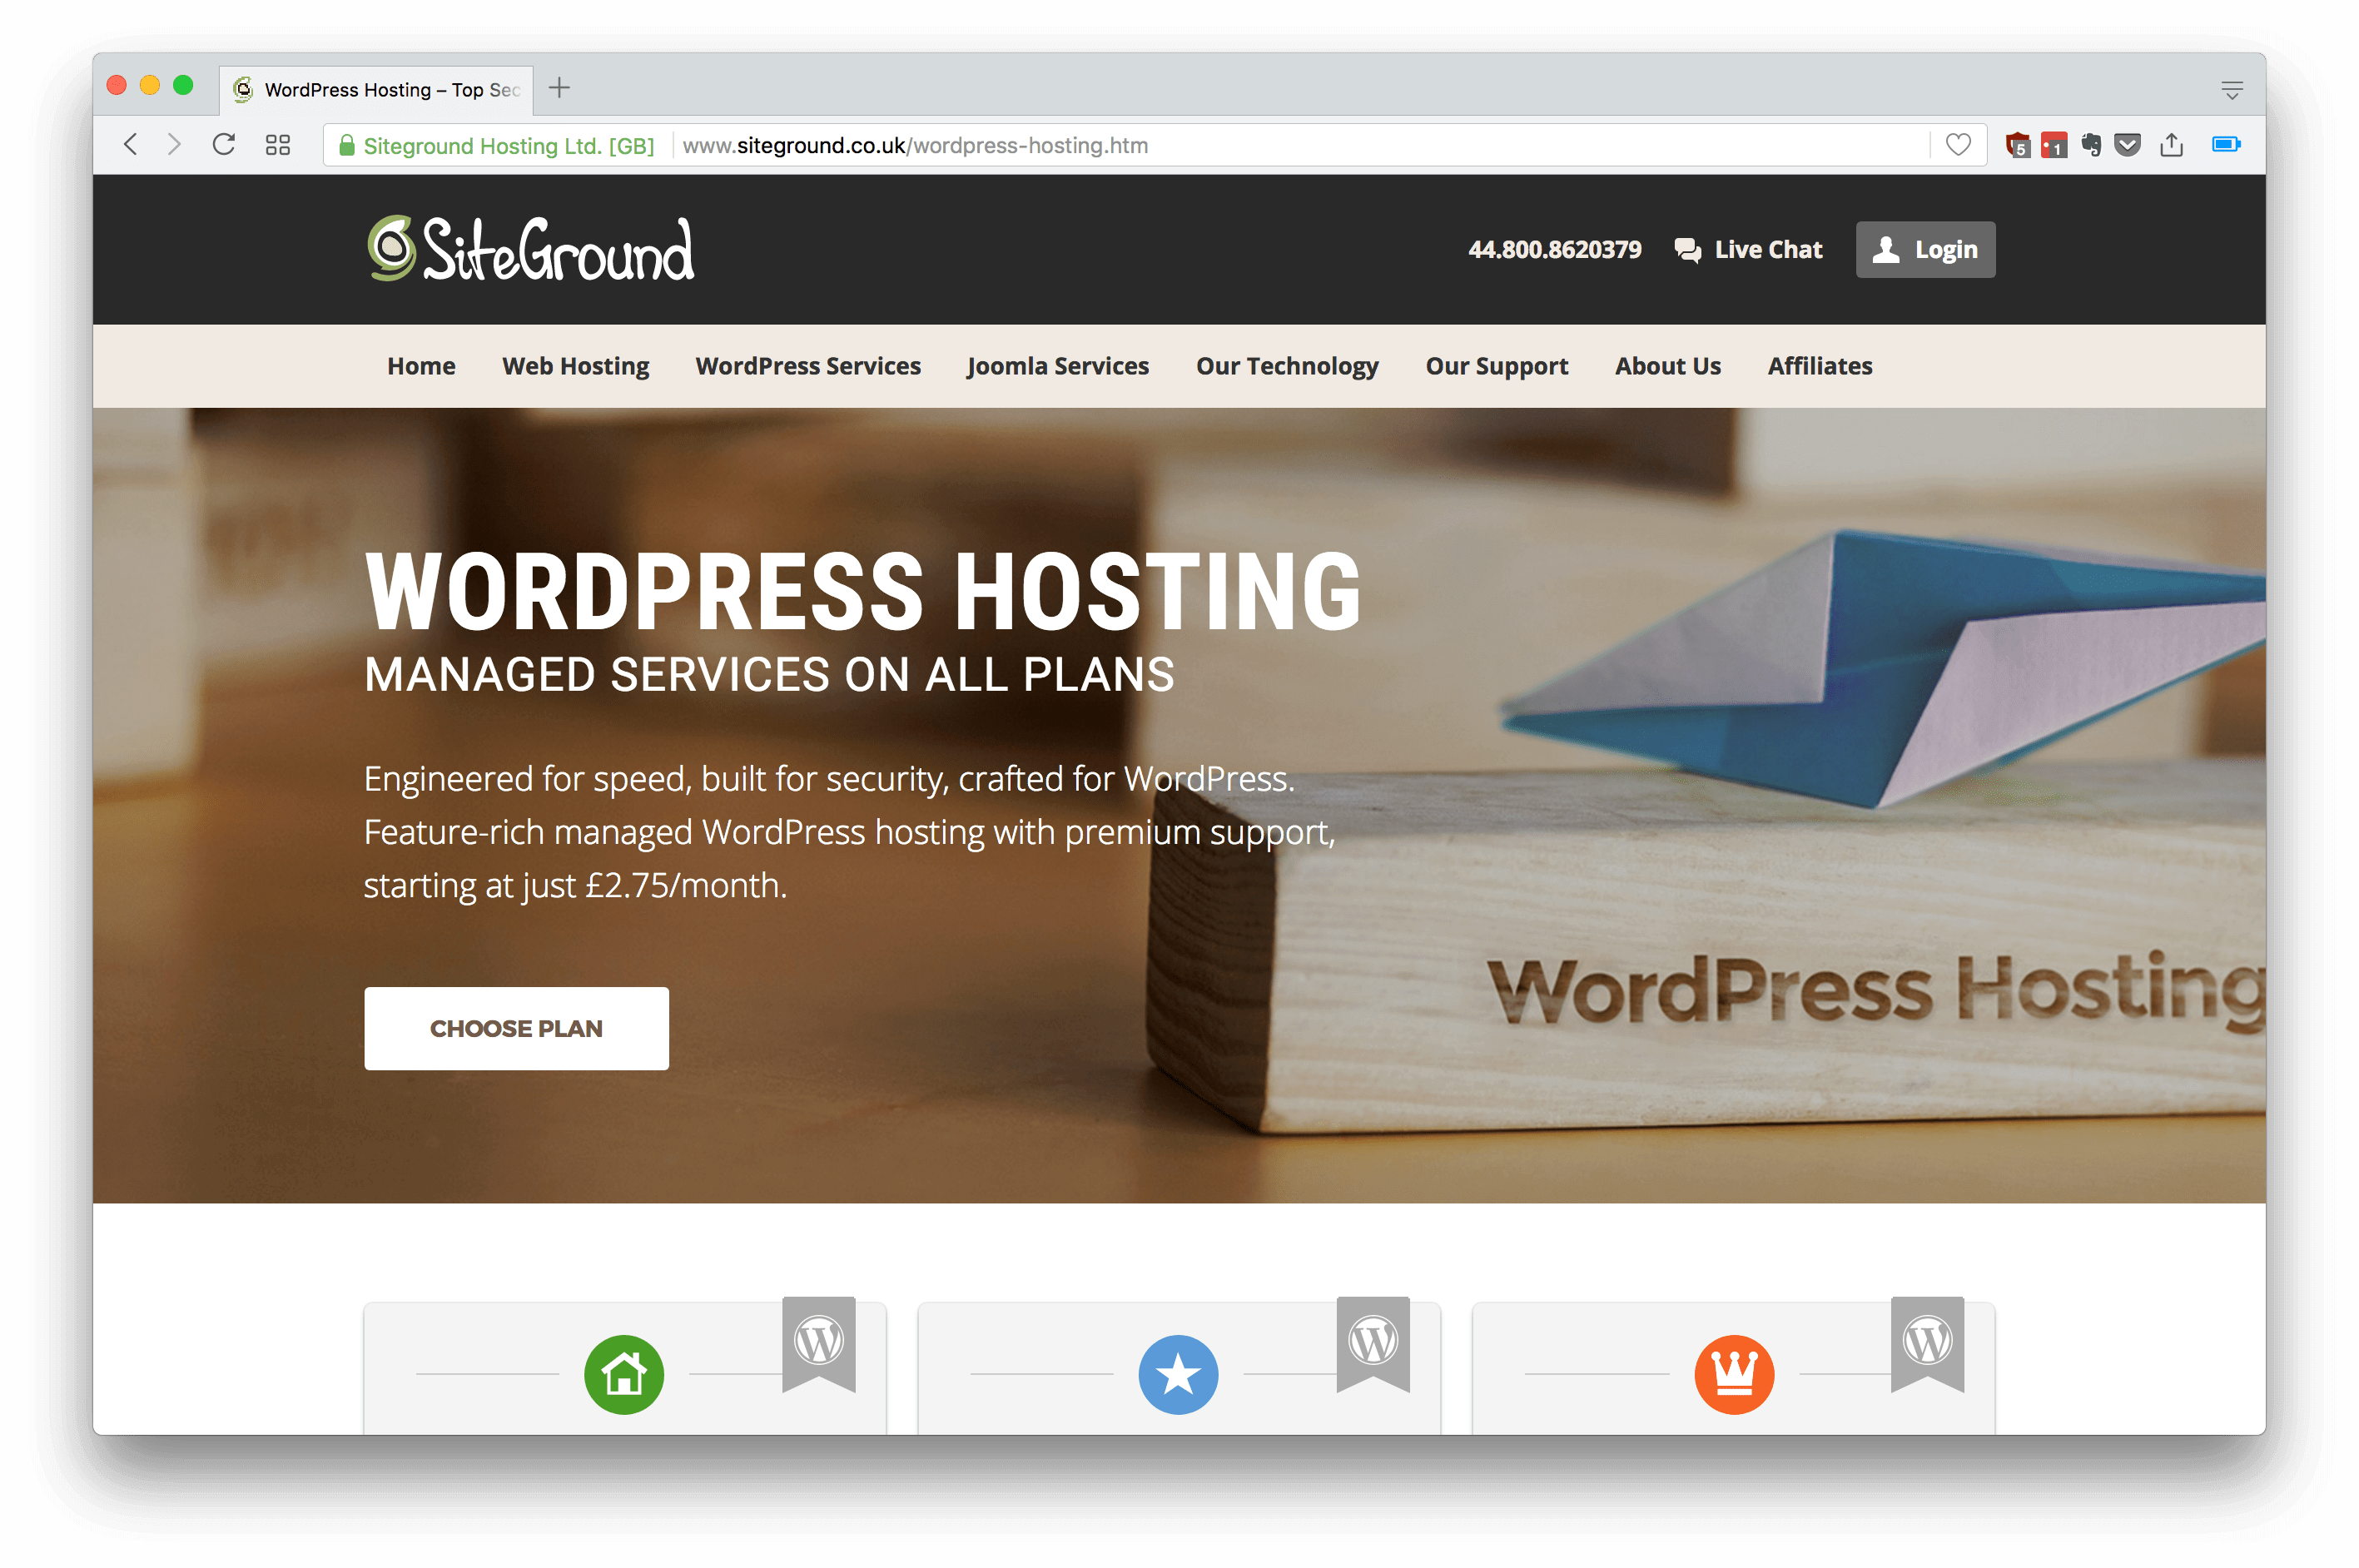 WordPress Hosting – Top Sec
Siteground Hosting Ltd. [GB] www.siteground.co.uk/wordpress-hosting.htm
5 1
SiteGround
44.800.8620379 Live Chat Login
Home Web Hosting WordPress Services Joomla Services Our Technology Our Support About Us Affiliates
WORDPRESS HOSTING
MANAGED SERVICES ON ALL PLANS
Engineered for speed, built for security, crafted for WordPress.
Feature-rich managed WordPress hosting with premium support,
starting at just £2.75/month.
CHOOSE PLAN
WordPress Hosting